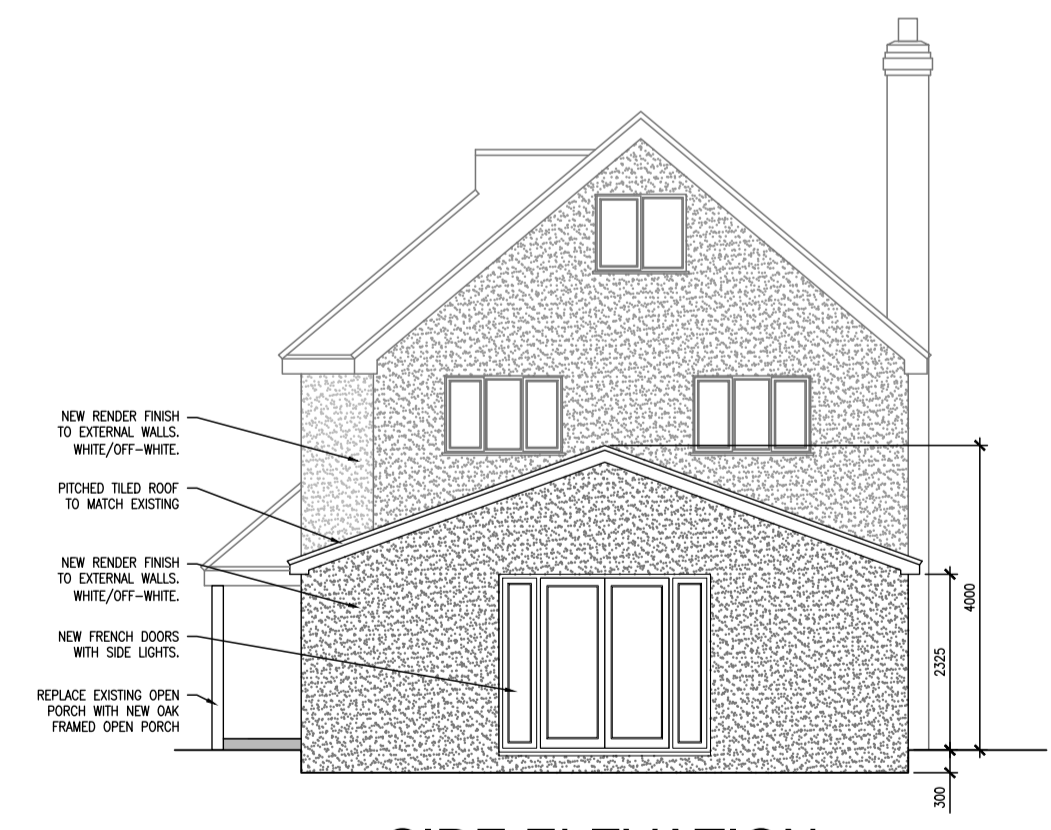 NEW RENDER FINISH
TO EXTERNAL WALLS.
WHITE/OFF-WHITE.
PITCHED TILED ROOF
TO MATCH EXISTING
NEW RENDER FINISH
TO EXTERNAL WALLS.
WHITE/OFF-WHITE.
NEW FRENCH DOORS
WITH SIDE LIGHTS.
REPLACE EXISTING OPEN
PORCH WITH NEW OAK
FRAMED OPEN PORCH
4000
2325
300
SIDE ELEVATION